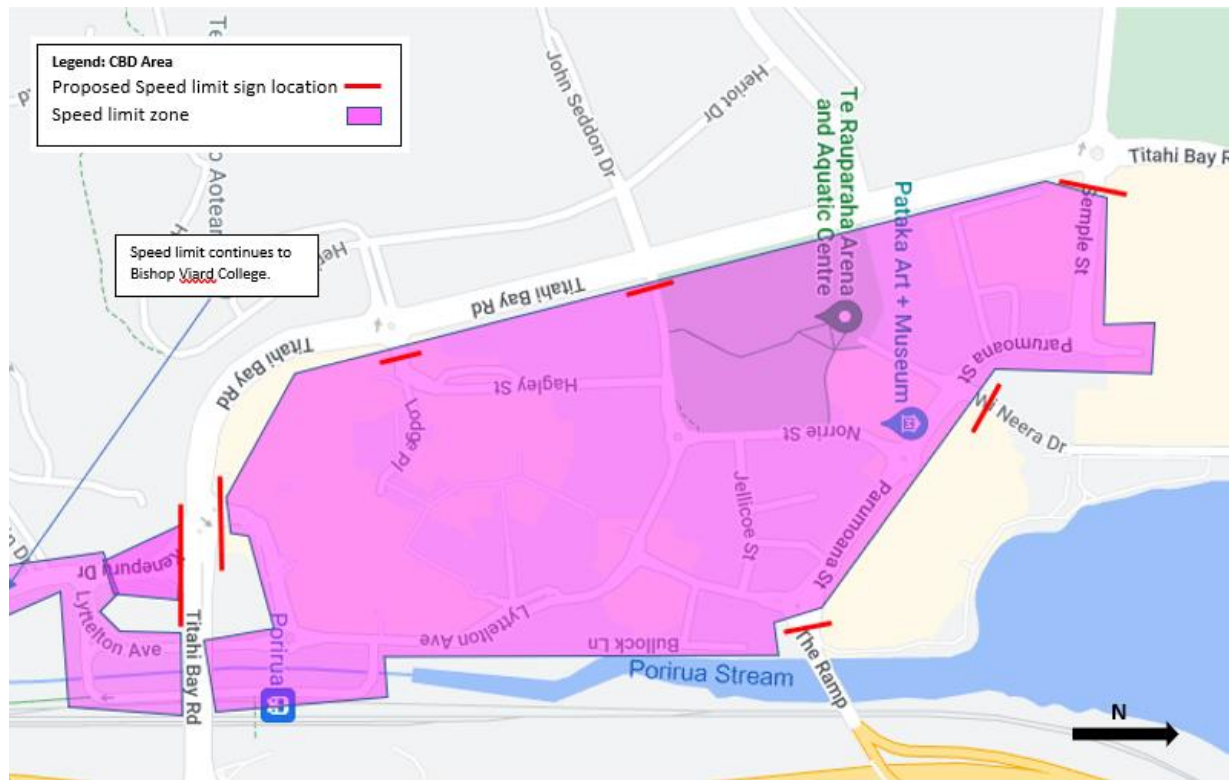 Legend: CBD Area
Proposed Speed limit sign location
Speed limit zone
Speed limit continues to
Bishop Viard College.
John Seddon Dr
Heriot Dr
Te Rauparaha Arena
and Aquatic Centre
Pataka Art + Museum
Titahi Bay R
Semple St
Titahi Bay Rd
Titahi Bay Rd
Parumoana St
Hagley St
Lodge Pl
Norrie St
Wi Neera Dr
Jellicoe St
Parumoana St
Kenepuru Dr
Lyttelton Ave
Lyttelton Ave
Bullock Ln
Titahi Bay Rd
Porirua
The Ramp
Porirua Stream
N